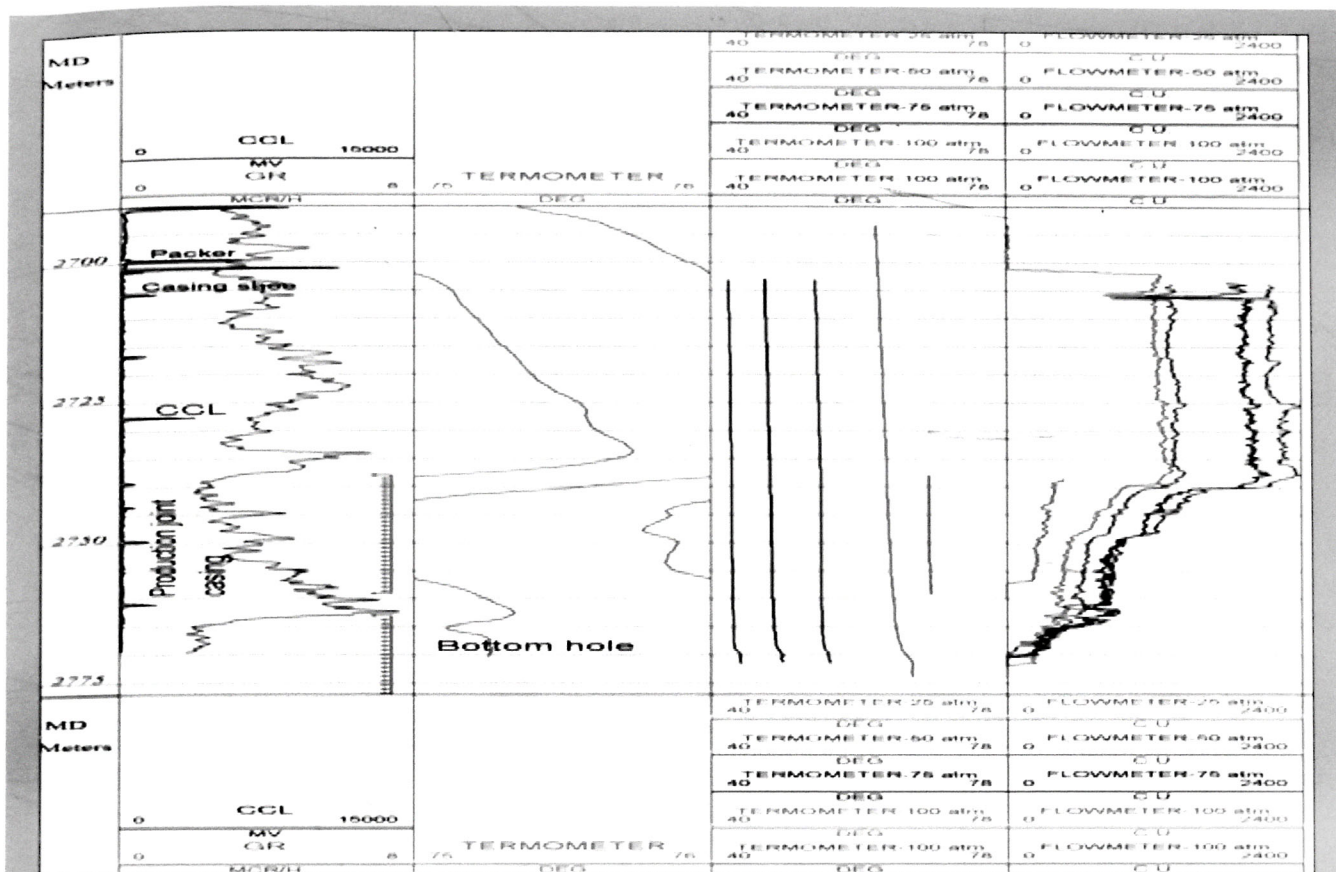 MD
Meters
0 CCL 15000
MV
0 GR 8
MCR/H
75 TERMOMETER 76
DEG
40 TERMOMETER-25 atm 78
DEG
40 TERMOMETER-50 atm 78
DEG
40 TERMOMETER-75 atm 78
DEG
40 TERMOMETER-100 atm 78
DEG
40 TERMOMETER 100 atm 78
DEG
0 FLOWMETER-25 atm 2400
C U
0 FLOWMETER-50 atm 2400
C U
0 FLOWMETER-75 atm 2400
C U
0 FLOWMETER 100 atm 2400
C U
0 FLOWMETER-100 atm 2400
C U
2700
Packer
Casing shoe
2725
CCL
2750
Production joint
casing
Bottom hole
2775
MD
Meters
0 CCL 15000
MV
0 GR 8
MCR/H
75 TERMOMETER 76
DEG
40 TERMOMETER-25 atm 78
DEG
40 TERMOMETER-50 atm 78
DEG
40 TERMOMETER-75 atm 78
DEG
40 TERMOMETER 100 atm 78
DEG
40 TERMOMETER-100 atm 78
DEG
0 FLOWMETER-25 atm 2400
C U
0 FLOWMETER-50 atm 2400
C U
0 FLOWMETER-75 atm 2400
C U
0 FLOWMETER-100 atm 2400
C U
0 FLOWMETER-100 atm 2400
C U